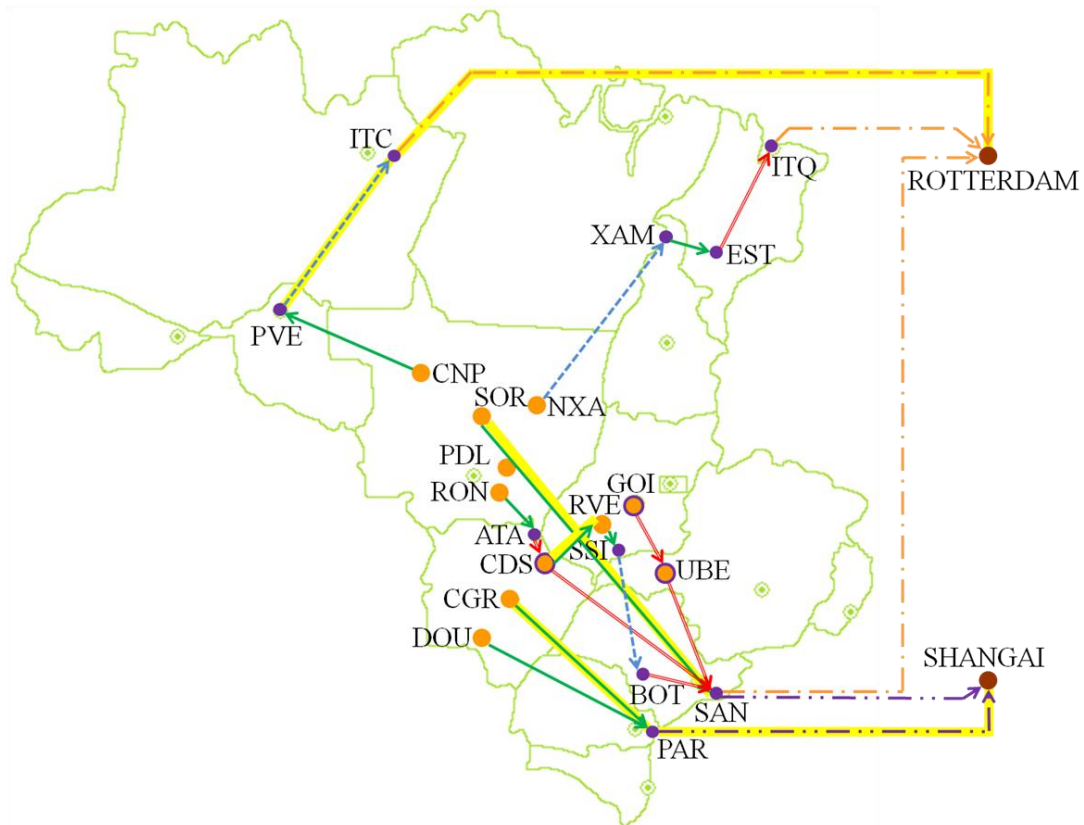 ITC
ITQ
ROTTERDAM
XAM
EST
PVE
CNP
SOR
NXA
PDL
RON
GOI
RVE
ATA
SSI
CDS
UBE
CGR
DOU
SHANGAI
BOT
SAN
PAR